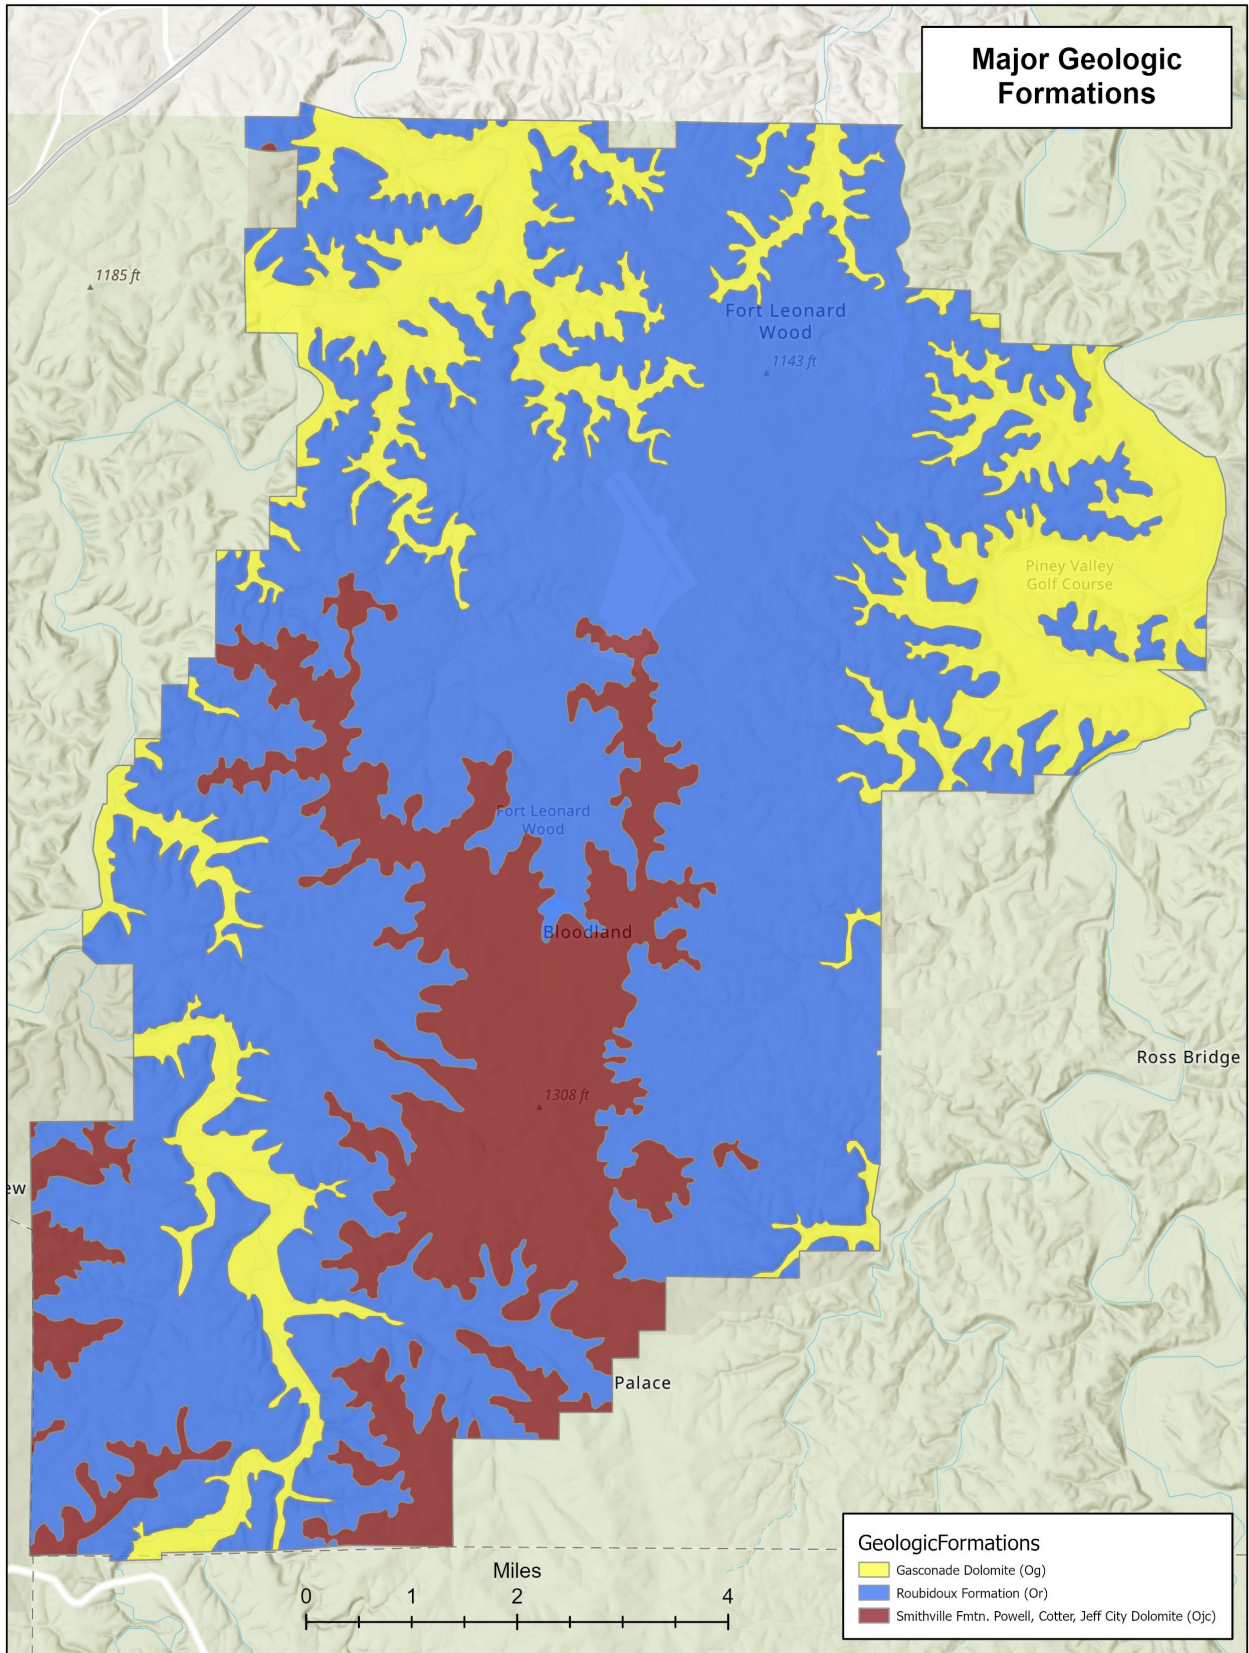 Major Geologic
Formations
1185 ft
Fort Leonard
Wood
1143 ft
Piney Valley
Golf Course
Fort Leonard
Wood
Bloodland
Ross Bridge
1308 ft
ew
Palace
GeologicFormations
Gasconade Dolomite (Og)
Roubidoux Formation (Or)
Smithville Fmtn. Powell, Cotter, Jeff City Dolomite (Ojc)
Miles
0 1 2 4